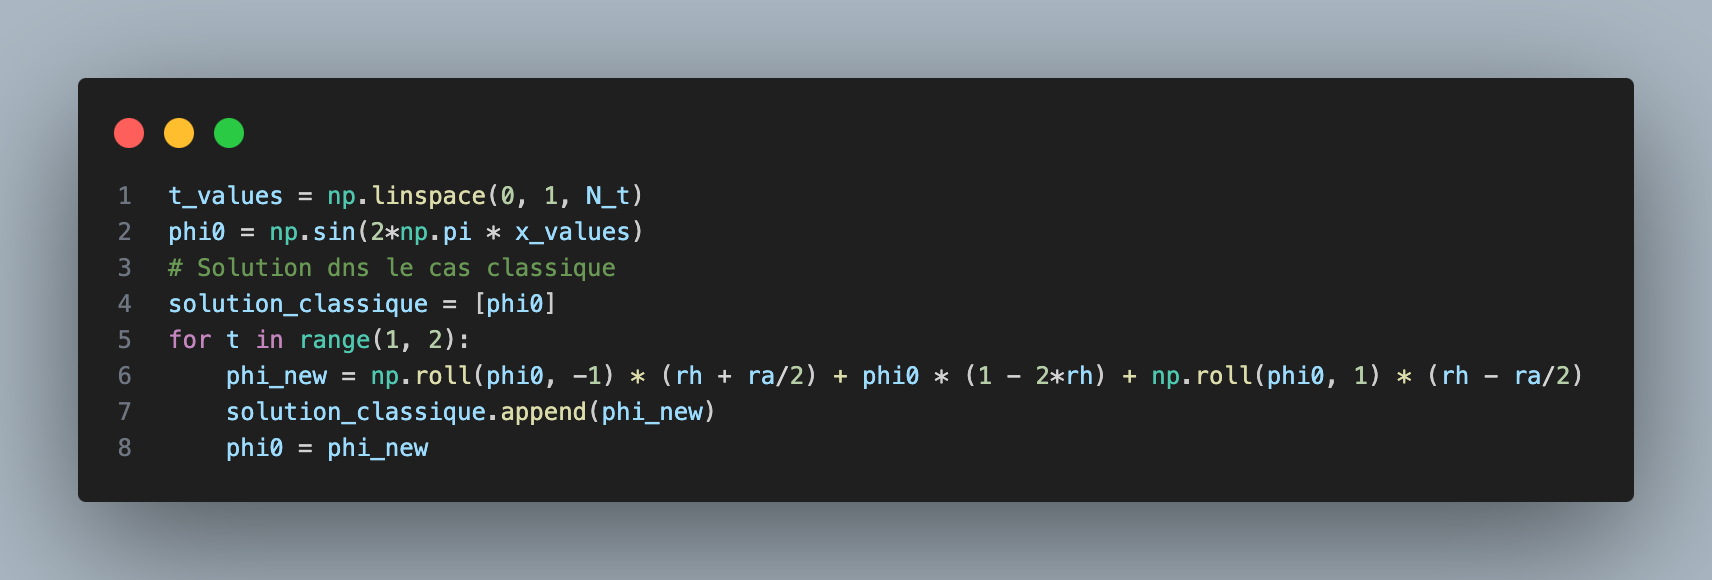 1 t_values = np.linspace(0, 1, N_t)
2 phi0 = np.sin(2*np.pi * x_values)
3 # Solution dns le cas classique
4 solution_classique = [phi0]
5 for t in range(1, 2):
6     phi_new = np.roll(phi0, -1) * (rh + ra/2) + phi0 * (1 - 2*rh) + np.roll(phi0, 1) * (rh - ra/2)
7     solution_classique.append(phi_new)
8     phi0 = phi_new